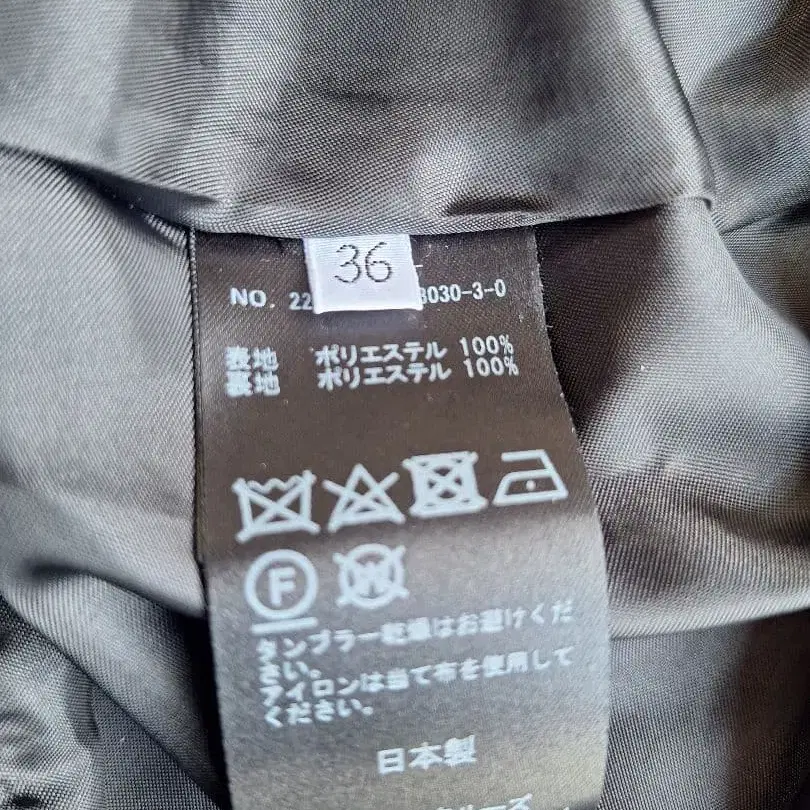 36
NO. 22 3030-3-0
表地 ポリエステル 100%
裏地 ポリエステル 100%
F
W
タンブラー乾燥はお避けくだ
さい。
アイロンは当て布を使用して
ください。
日本製